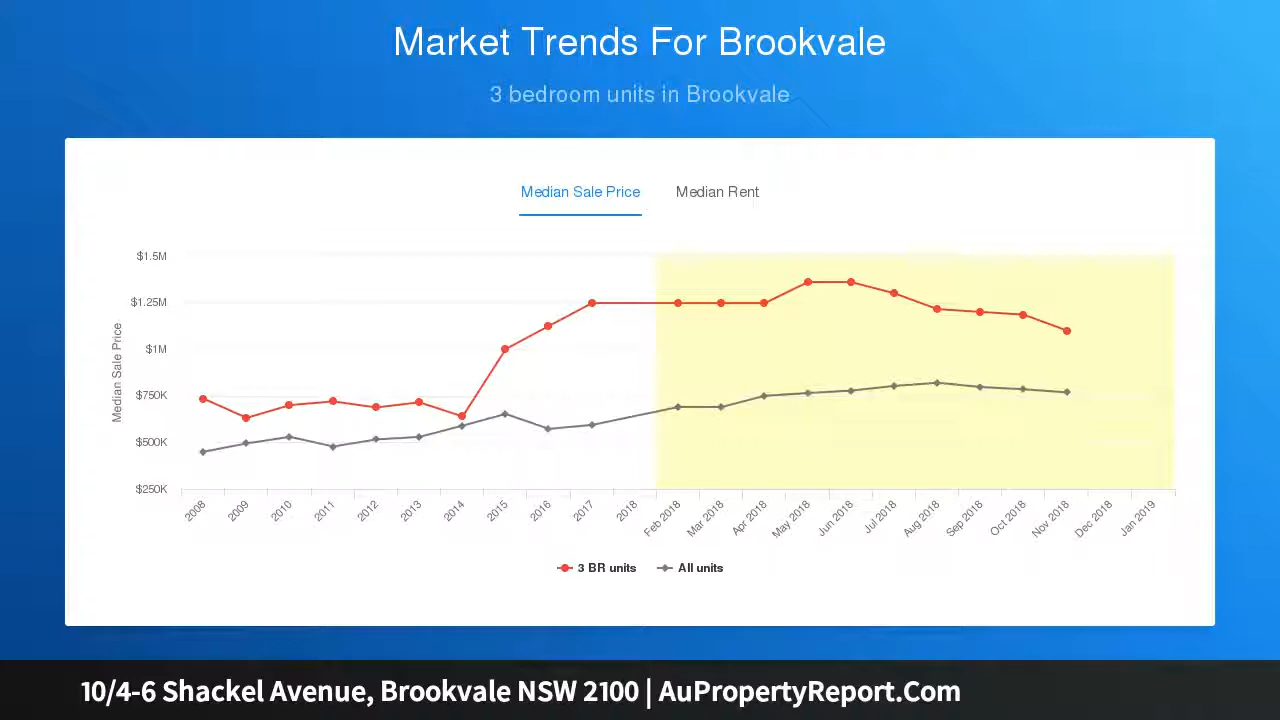 Market Trends For Brookvale
3 bedroom units in Brookvale
Median Sale Price Median Rent
Median Sale Price
$1.5M
$1.25M
$1M
$750K
$500K
$250K
2008 2009 2010 2011 2012 2013 2014 2015 2016 2017 2018 Feb 2018 Mar 2018 Apr 2018 May 2018 Jun 2018 Jul 2018 Aug 2018 Sep 2018 Oct 2018 Nov 2018 Dec 2018 Jan 2019
3 BR units All units
10/4-6 Shackel Avenue, Brookvale NSW 2100 | AuPropertyReport.Com